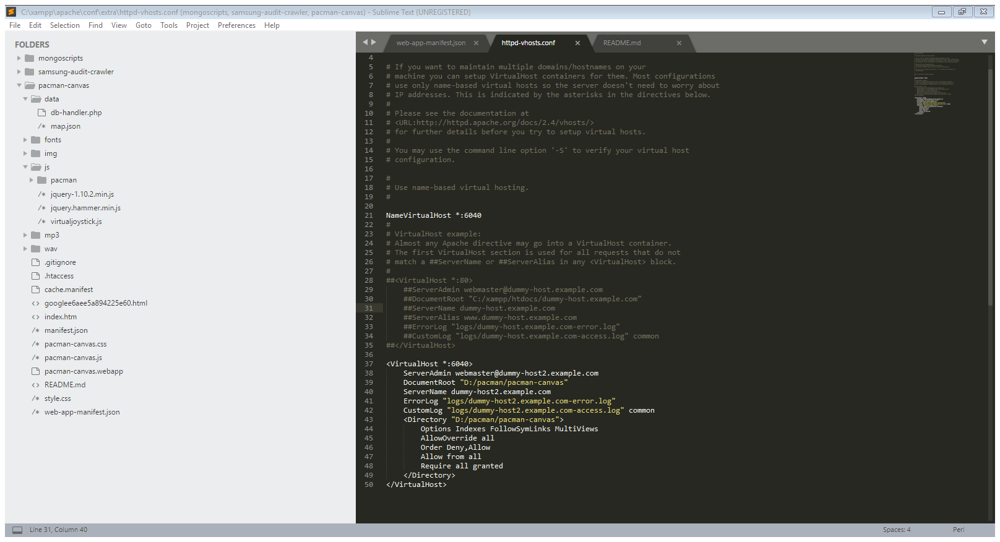 C:\xampp\apache\conf\extra\httpd-vhosts.conf (mongoscripts, samsung-audit-crawler, pacman-canvas) - Sublime Text (UNREGISTERED)
File Edit Selection Find View Goto Tools Project Preferences Help
FOLDERS
mongoscripts
samsung-audit-crawler
pacman-canvas
data
db-handler.php
/* map.json
fonts
img
js
pacman
/* jquery-1.10.2.min.js
/* jquery.hammer.min.js
/* virtualjoystick.js
mp3
wav
.gitignore
.htaccess
cache.manifest
<> googlee6aee5a894225e60.html
<> index.htm
/* manifest.json
/* pacman-canvas.css
/* pacman-canvas.js
pacman-canvas.webapp
<> README.md
/* style.css
/* web-app-manifest.json
web-app-manifest.json × httpd-vhosts.conf × README.md ×
4
5 # If you want to maintain multiple domains/hostnames on your
6 # machine you can setup VirtualHost containers for them. Most configurations
7 # use only name-based virtual hosts so the server doesn't need to worry about
8 # IP addresses. This is indicated by the asterisks in the directives below.
9 #
10 # Please see the documentation at
11 # <URL:http://httpd.apache.org/docs/2.4/vhosts/>
12 # for further details before you try to setup virtual hosts.
13 #
14 # You may use the command line option '-S' to verify your virtual host
15 # configuration.
16
17 #
18 # Use name-based virtual hosting.
19 #
20
21 NameVirtualHost *:6040
22 #
23 # VirtualHost example:
24 # Almost any Apache directive may go into a VirtualHost container.
25 # The first VirtualHost section is used for all requests that do not
26 # match a ##ServerName or ##ServerAlias in any <VirtualHost> block.
27 #
28 ##<VirtualHost *:80>
29 ##ServerAdmin webmaster@dummy-host.example.com
30 ##DocumentRoot "C:/xampp/htdocs/dummy-host.example.com"
31 ##ServerName dummy-host.example.com
32 ##ServerAlias www.dummy-host.example.com
33 ##ErrorLog "logs/dummy-host.example.com-error.log"
34 ##CustomLog "logs/dummy-host.example.com-access.log" common
35 ##</VirtualHost>
36
37 <VirtualHost *:6040>
38 ServerAdmin webmaster@dummy-host2.example.com
39 DocumentRoot "D:/pacman/pacman-canvas"
40 ServerName dummy-host2.example.com
41 ErrorLog "logs/dummy-host2.example.com-error.log"
42 CustomLog "logs/dummy-host2.example.com-access.log" common
43 <Directory "D:/pacman/pacman-canvas">
44 Options Indexes FollowSymLinks MultiViews
45 AllowOverride all
46 Order Deny,Allow
47 Allow from all
48 Require all granted
49 </Directory>
50 </VirtualHost>
Line 31, Column 40 Spaces: 4 Perl